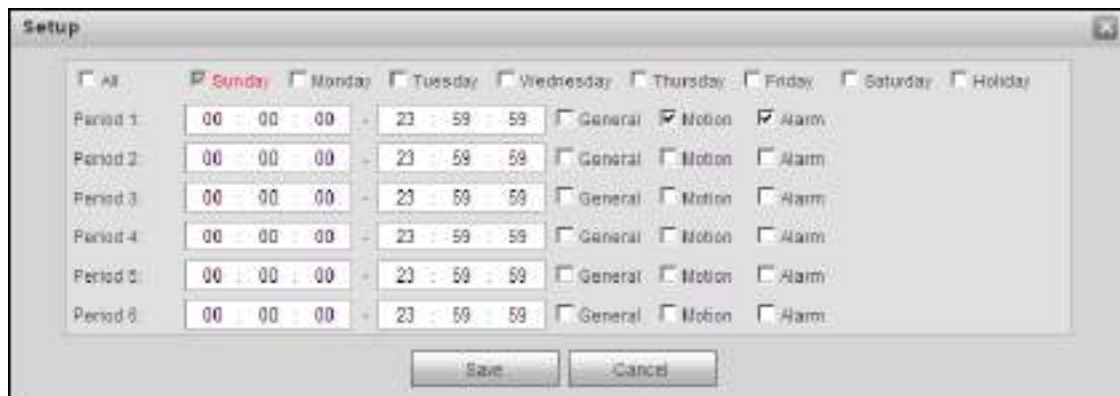 Setup
All Sunday Monday Tuesday Wednesday Thursday Friday Saturday Holiday
Period 1: 00 : 00 : 00 - 23 : 59 : 59 General Motion Alarm
Period 2: 00 : 00 : 00 - 23 : 59 : 59 General Motion Alarm
Period 3: 00 : 00 : 00 - 23 : 59 : 59 General Motion Alarm
Period 4: 00 : 00 : 00 - 23 : 59 : 59 General Motion Alarm
Period 5: 00 : 00 : 00 - 23 : 59 : 59 General Motion Alarm
Period 6: 00 : 00 : 00 - 23 : 59 : 59 General Motion Alarm
Save Cancel